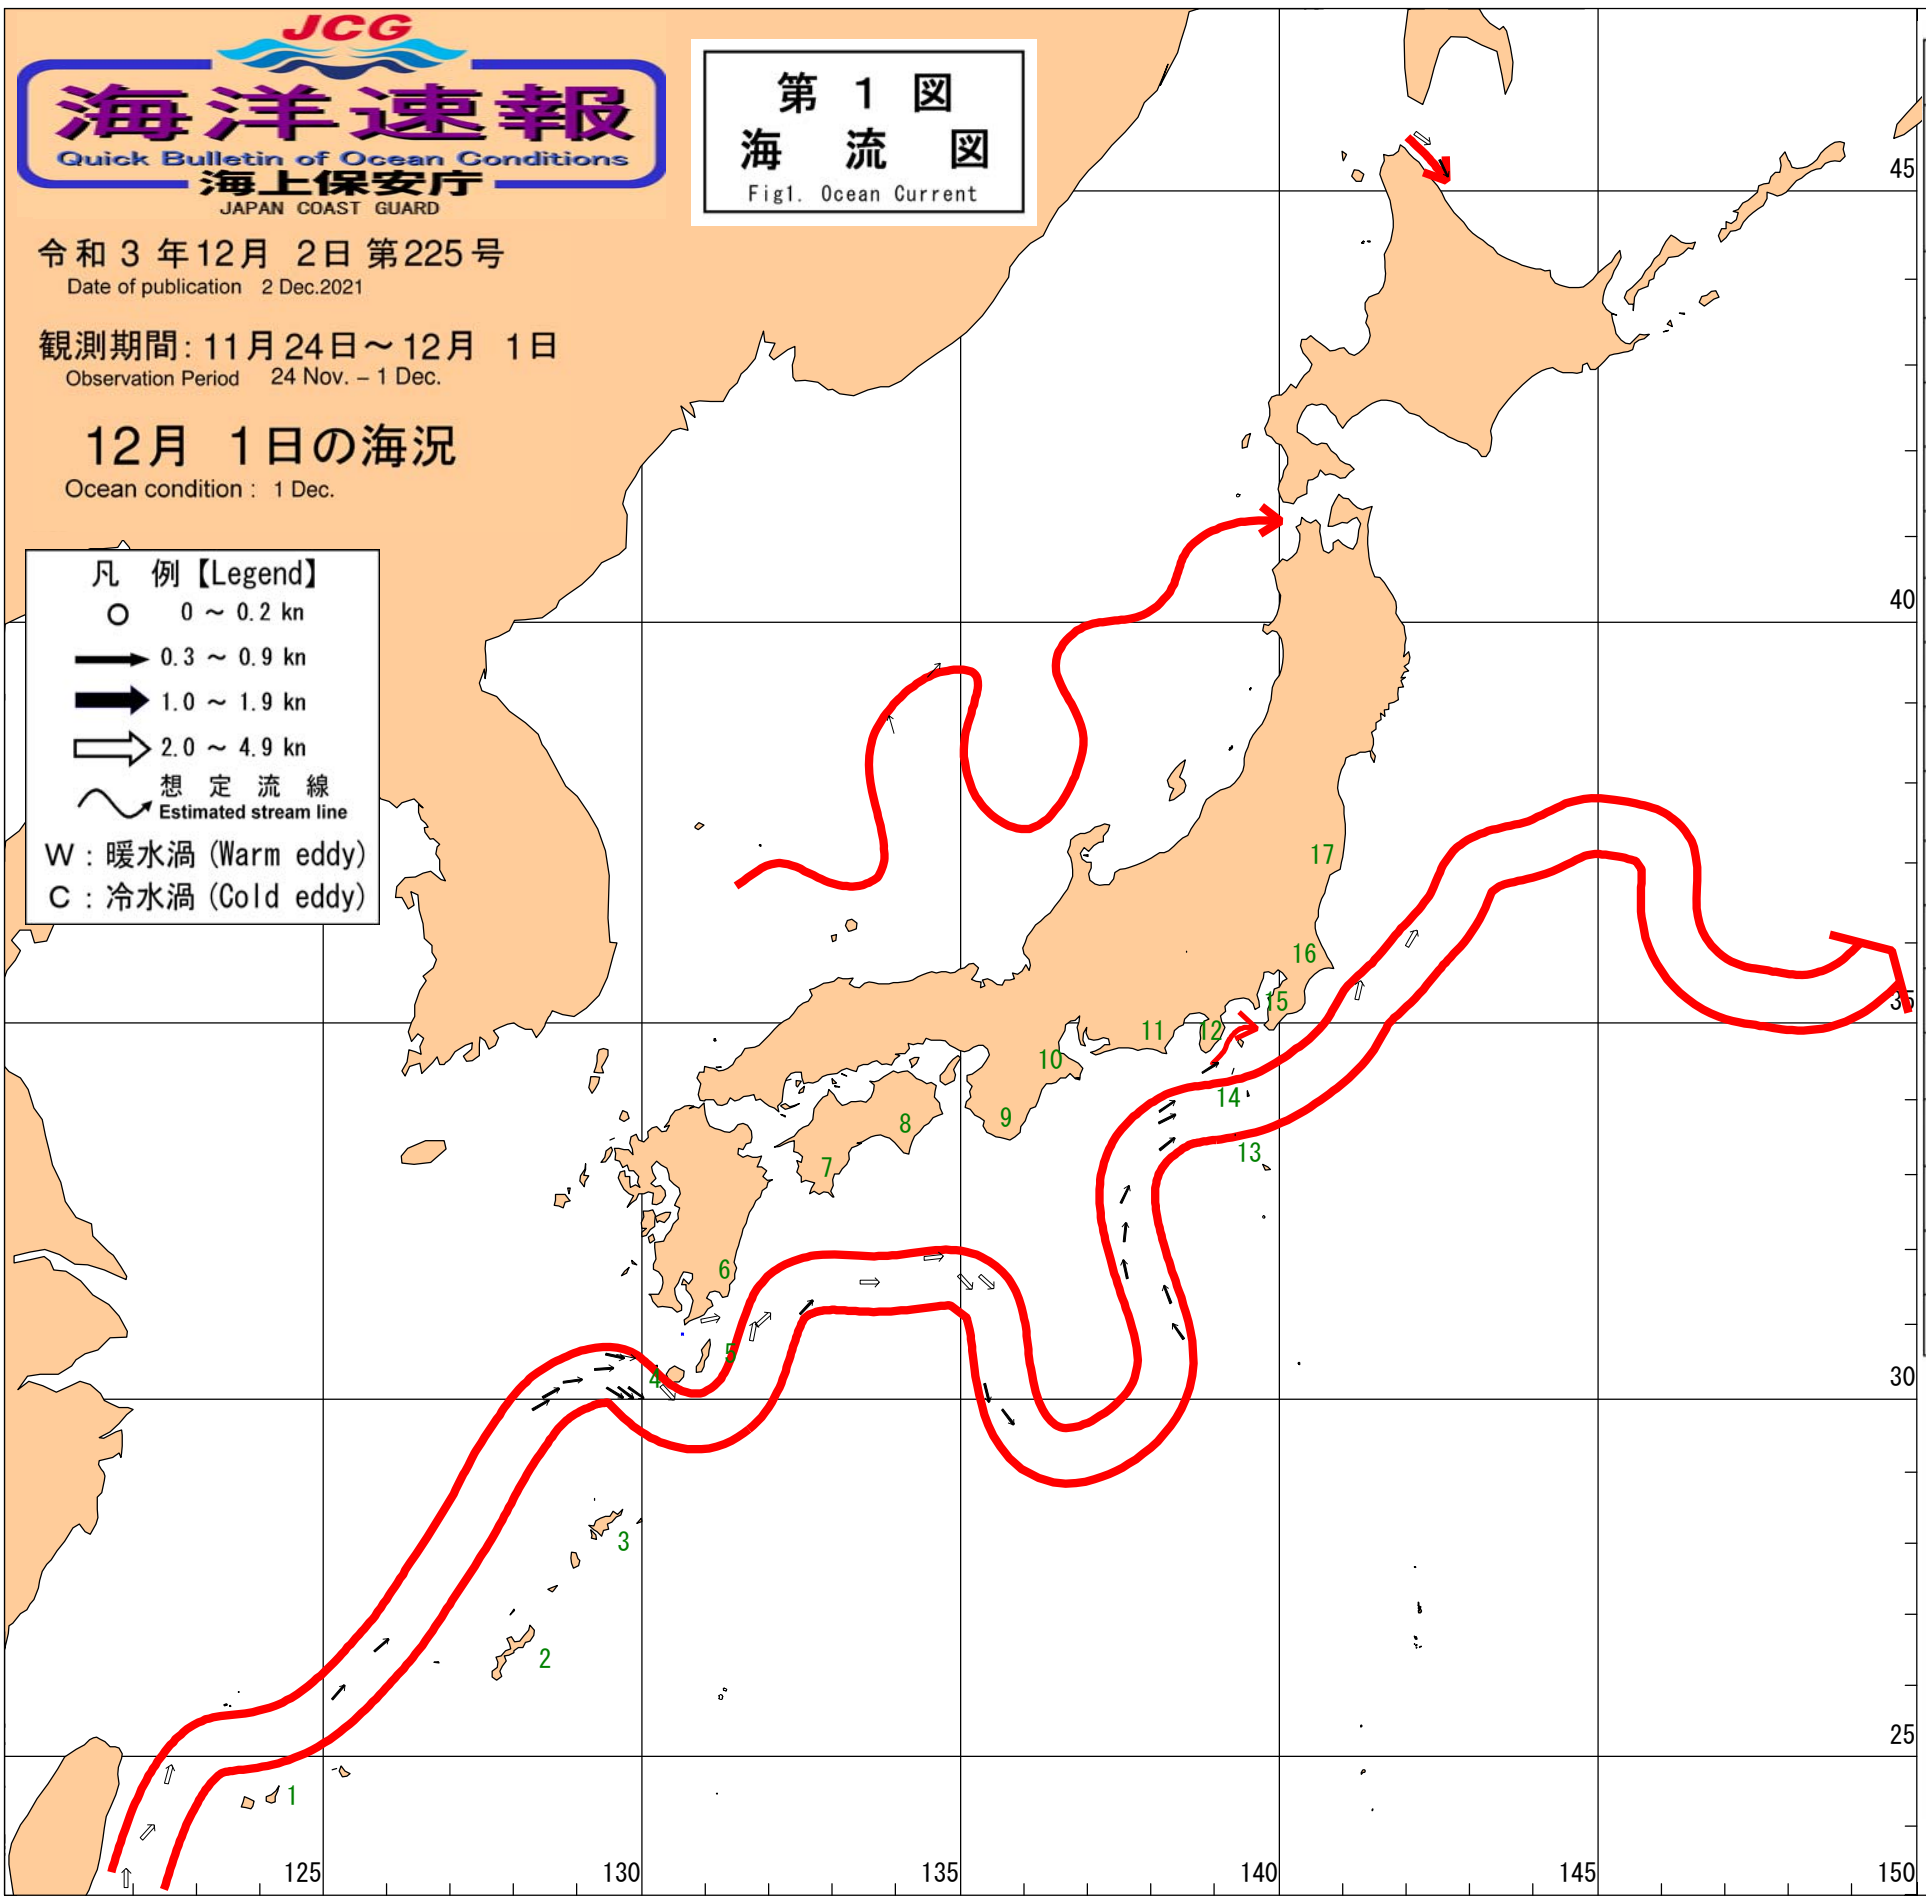 JCG
海洋速報
Quick Bulletin of Ocean Conditions
海上保安庁
JAPAN COAST GUARD
第 1 図
海 流 図
Fig1. Ocean Current
令和 3 年12月 2日 第225号
Date of publication 2 Dec.2021
観測期間: 11月24日～12月 1日
Observation Period 24 Nov. – 1 Dec.
12月 1日の海況
Ocean condition : 1 Dec.
凡 例【Legend】
0 ～ 0.2 kn
0.3 ～ 0.9 kn
1.0 ～ 1.9 kn
2.0 ～ 4.9 kn
想 定 流 線
Estimated stream line
W : 暖水渦 (Warm eddy)
C : 冷水渦 (Cold eddy)
45
40
35
30
25
17
16
15
14
13
12
11
10
9
8
7
6
5
4
3
2
1
125
130
135
140
145
150